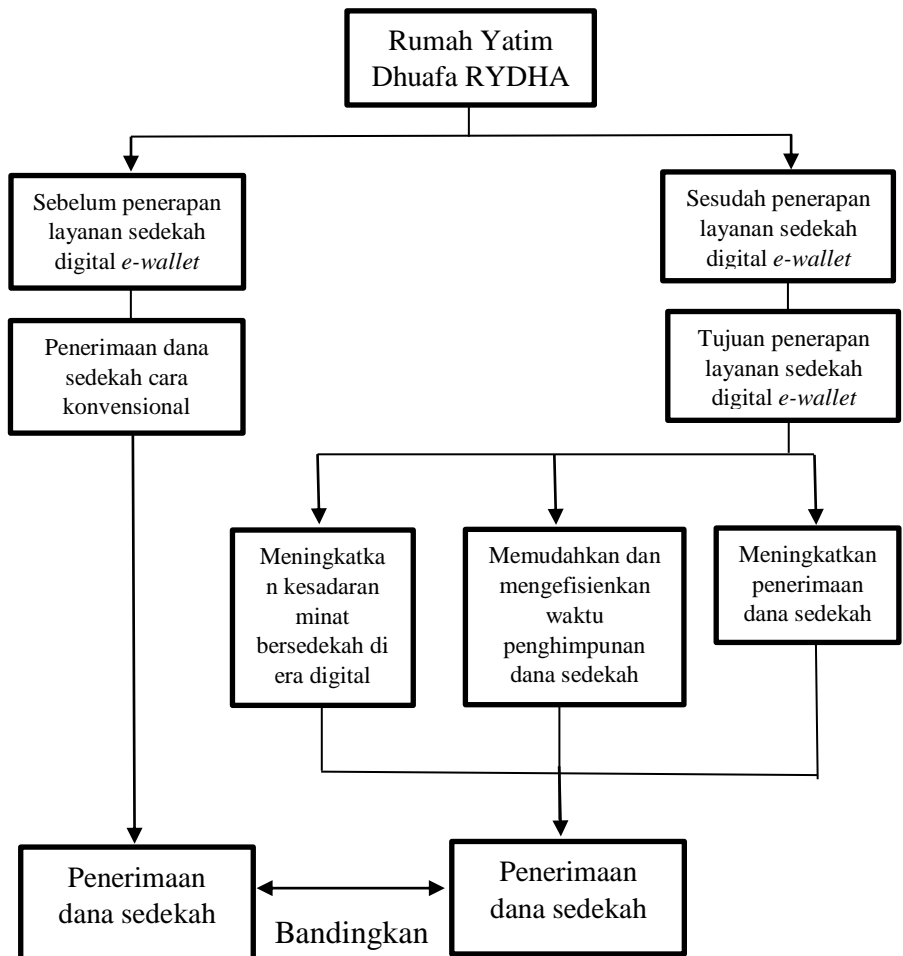 Rumah Yatim
Dhuafa RYDHA
Sebelum penerapan
layanan sedekah
digital e-wallet
Sesudah penerapan
layanan sedekah
digital e-wallet
Penerimaan dana
sedekah cara
konvensional
Tujuan penerapan
layanan sedekah
digital e-wallet
Meningkatka
n kesadaran
minat
bersedekah di
era digital
Memudahkan dan
mengefisienkan
waktu
penghimpunan
dana sedekah
Meningkatkan
penerimaan
dana sedekah
Penerimaan
dana sedekah
Bandingkan
Penerimaan
dana sedekah